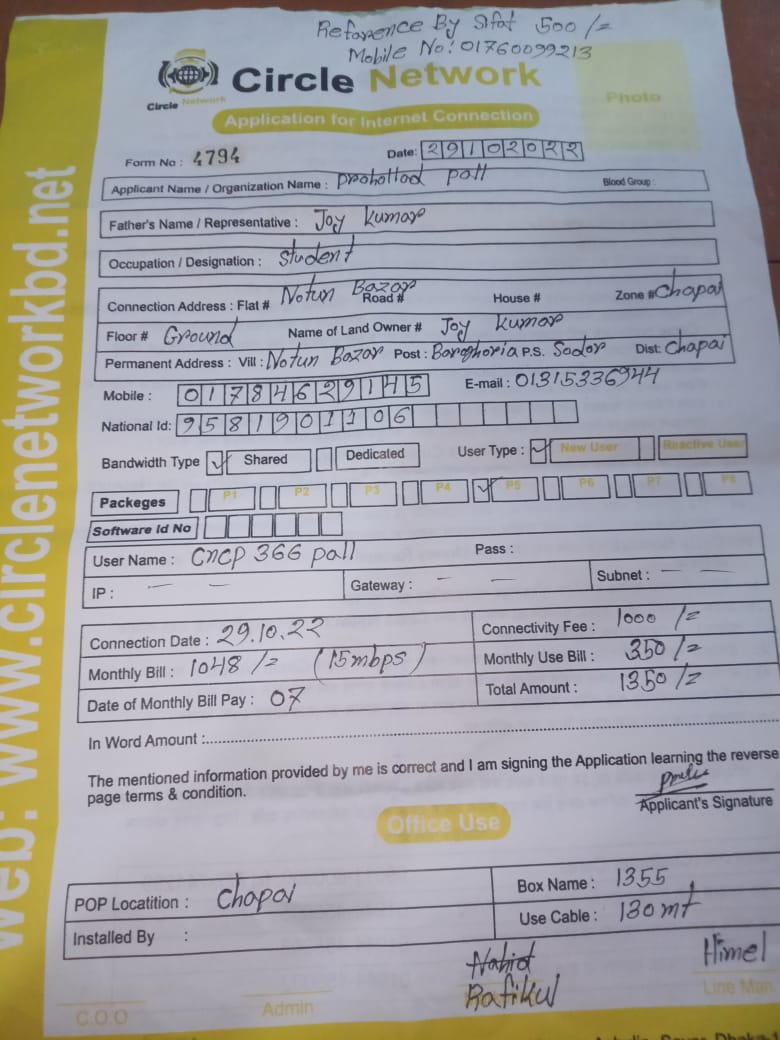 Referance By Sifat 500/=
Mobile No: 01760099213
Circle Network
Circle Network
Photo
Application for Internet Connection
Form No : 4794
Date: 29102022
Applicant Name / Organization Name : prohollad pall Blood Group :
Father's Name / Representative : Joy Kumar
Occupation / Designation : Student
Connection Address : Flat # Notun Bazar Road # House # Zone # Chapai
Floor # Ground Name of Land Owner # Joy Kumar
Permanent Address : Vill : Notun Bazar Post : Barghoria P.S. Sador Dist: Chapai
Mobile : 01784629145 E-mail : 01315336944
National Id: 9581901106
Bandwidth Type ✓ Shared Dedicated User Type : ✓ New User Reactive User
Packeges P1 P2 P3 P4 ✓ P5 P6 P7 P8
Software Id No
User Name : CNCP 366 pall Pass :
IP : — — Gateway : — — Subnet : — —
Connection Date : 29.10.22 Connectivity Fee : 1000/=
Monthly Bill : 1048/= (15mbps) Monthly Use Bill : 350/=
Date of Monthly Bill Pay : 07 Total Amount : 1350/=
In Word Amount :
The mentioned information provided by me is correct and I am signing the Application learning the reverse
page terms & condition.
Applicant's Signature
Office Use
POP Locatition : Chapai Box Name : 1355
Installed By : Use Cable : 130 mt
Nahid
Rafikul Himel
C.O.O Admin Line Man
web: www.circlenetworkbd.net